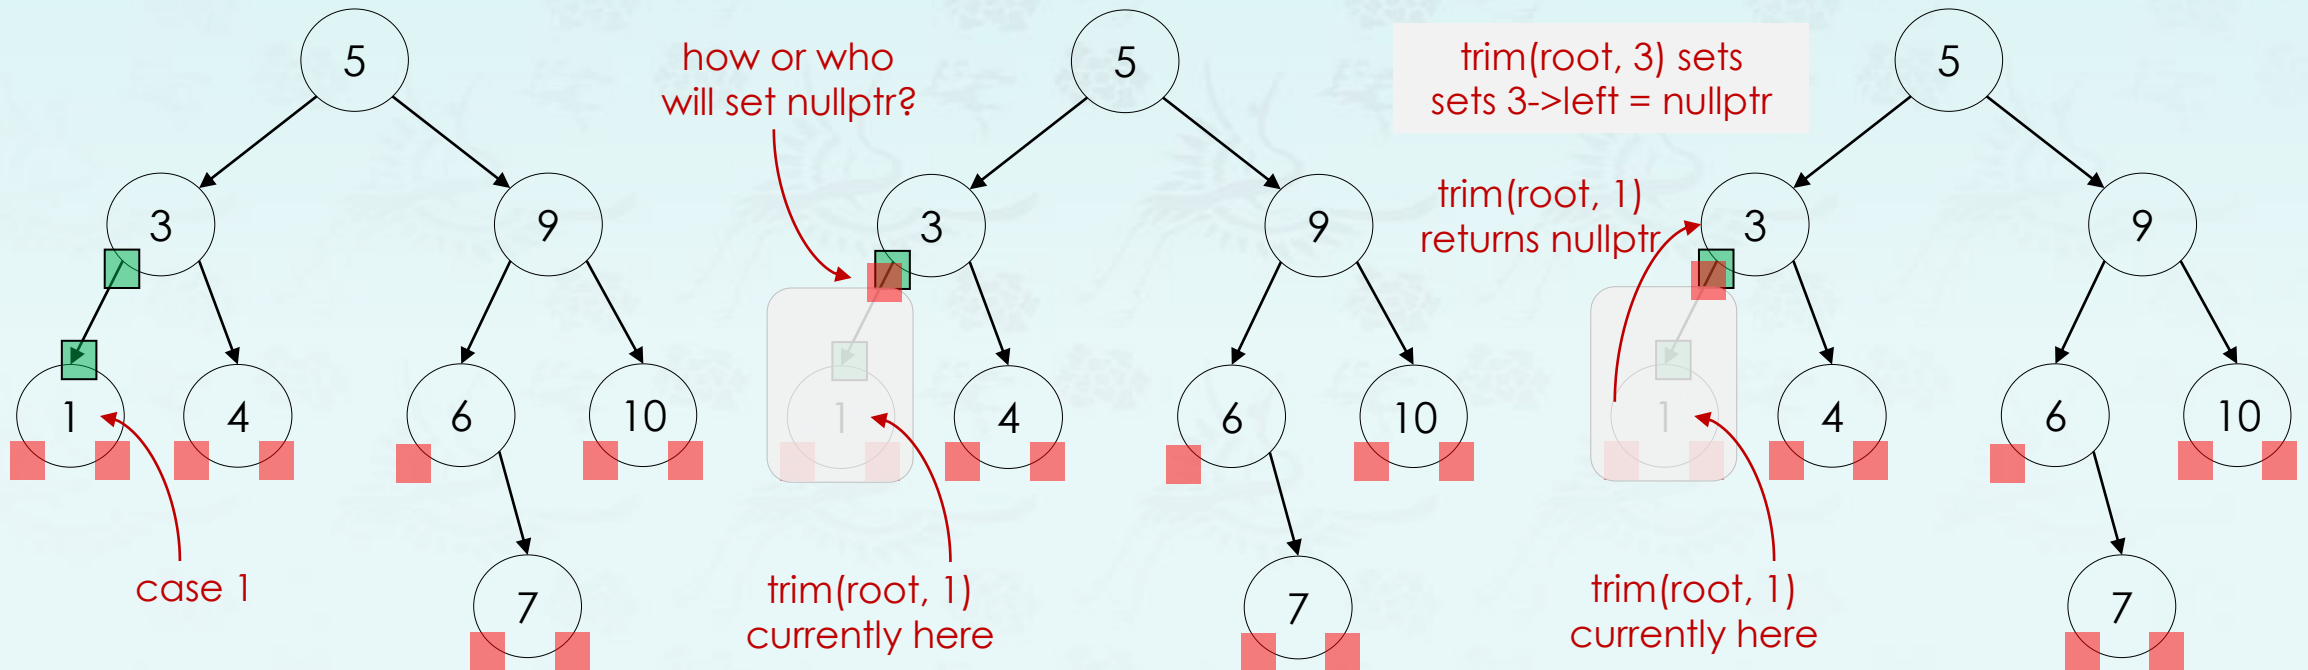 5
3
9
1
4
6
10
7
case 1
how or who
will set nullptr?
5
3
9
1
4
6
10
7
trim(root, 1)
currently here
trim(root, 3) sets
sets 3->left = nullptr
trim(root, 1)
returns nullptr
5
3
9
1
4
6
10
7
trim(root, 1)
currently here